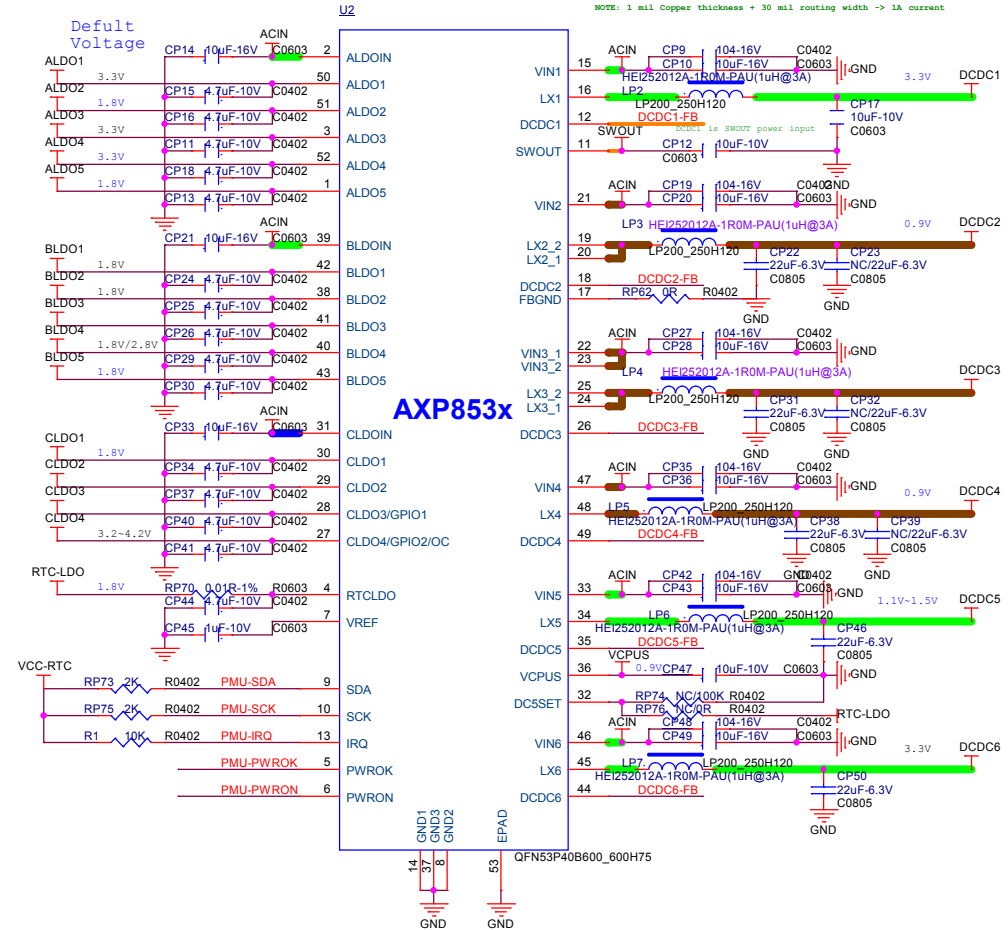 NOTE: 1 mil Copper thickness + 30 mil routing width -> 1A current
U2
Defult
Voltage
AXP853x
QFN53P40B600_600H75
ACIN
CP14 10uF-16V C0603 2 ALDOIN
ALDO1 3.3V 50 ALDO1
CP15 4.7uF-10V C0402
ALDO2 1.8V 51 ALDO2
CP16 4.7uF-10V C0402
ALDO3 3.3V 3 ALDO3
CP11 4.7uF-10V C0402
ALDO4 3.3V 52 ALDO4
CP18 4.7uF-10V C0402
ALDO5 1.8V 1 ALDO5
CP13 4.7uF-10V C0402
ACIN
CP21 10uF-16V C0603 39 BLDOIN
BLDO1 1.8V 42 BLDO1
CP24 4.7uF-10V C0402
BLDO2 1.8V 38 BLDO2
CP25 4.7uF-10V C0402
BLDO3 41 BLDO3
CP26 4.7uF-10V C0402
BLDO4 1.8V/2.8V 40 BLDO4
CP29 4.7uF-10V C0402
BLDO5 1.8V 43 BLDO5
CP30 4.7uF-10V C0402
ACIN
CP33 10uF-16V C0603 31 CLDOIN
CLDO1 1.8V 30 CLDO1
CP34 4.7uF-10V C0402
CLDO2 29 CLDO2
CP37 4.7uF-10V C0402
CLDO3 28 CLDO3/GPIO1
CP40 4.7uF-10V C0402
CLDO4 3.2~4.2V 27 CLDO4/GPIO2/OC
CP41 4.7uF-10V C0402
RTC-LDO 1.8V RP70 0.01R-1% R0603 4 RTCLDO
CP44 4.7uF-10V C0402
7 VREF
CP45 1uF-10V C0603
VCC-RTC
RP73 2K R0402 PMU-SDA 9 SDA
RP75 2K R0402 PMU-SCK 10 SCK
R1 10K R0402 PMU-IRQ 13 IRQ
PMU-PWROK 5 PWROK
PMU-PWRON 6 PWRON
GND1 GND3 GND2 EPAD
14 37 8 53
GND GND
ACIN CP9 104-16V C0402
VIN1 15 CP10 10uF-16V C0603 GND
HEI252012A-1R0M-PAU(1uH@3A) 3.3V DCDC1
LX1 16 LP2 LP200_250H120
CP17
10uF-10V
C0603
DCDC1 12 DCDC1-FB
SWOUT DCDC1 is SWOUT power input
SWOUT 11 CP12 10uF-10V
C0603
GND
ACIN CP19 104-16V C0402
VIN2 21 CP20 10uF-16V C0603 GND
LP3 HEI252012A-1R0M-PAU(1uH@3A) 0.9V DCDC2
LX2_2 19 LP200_250H120
LX2_1 20
CP22 CP23
22uF-6.3V NC/22uF-6.3V
C0805 C0805
DCDC2 18 DCDC2-FB
FBGND 17 RP62 0R R0402
GND GND
ACIN CP27 104-16V C0402
VIN3_1 22 CP28 10uF-16V C0603 GND
VIN3_2 23
LP4 HEI252012A-1R0M-PAU(1uH@3A) DCDC3
LX3_2 25 LP200_250H120
LX3_1 24
CP31 CP32
22uF-6.3V NC/22uF-6.3V
C0805 C0805
DCDC3 26 DCDC3-FB
GND GND
ACIN CP35 104-16V C0402
VIN4 47 CP36 10uF-16V C0603 GND
0.9V DCDC4
LX4 48 LP5 LP200_250H120
HEI252012A-1R0M-PAU(1uH@3A)
CP38 CP39
22uF-6.3V NC/22uF-6.3V
C0805 C0805
DCDC4 49 DCDC4-FB
GND GND
ACIN CP42 104-16V C0402
VIN5 33 CP43 10uF-16V C0603 GND
1.1V~1.5V DCDC5
LX5 34 LP6 LP200_250H120
HEI252012A-1R0M-PAU(1uH@3A)
CP46
22uF-6.3V
C0805
DCDC5 35 DCDC5-FB
VCPUS
VCPUS 36 0.9V CP47 10uF-10V C0603 GND
DC5SET 32 RP74 NC/100K R0402
RP76 NC/0R R0402 RTC-LDO
ACIN CP48 104-16V C0402
VIN6 46 CP49 10uF-16V C0603 GND
3.3V DCDC6
LX6 45 LP7 LP200_250H120
HEI252012A-1R0M-PAU(1uH@3A)
CP50
22uF-6.3V
C0805
DCDC6 44 DCDC6-FB
GND